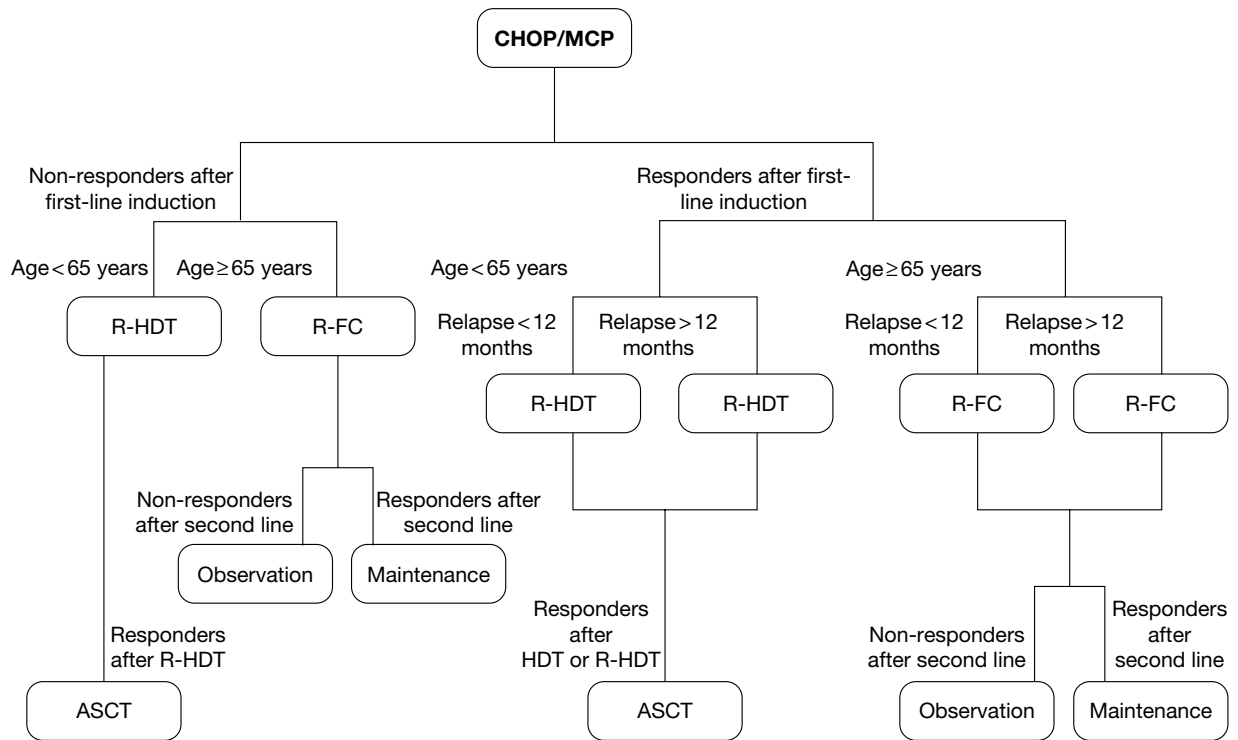 CHOP/MCP
Non-responders after
first-line induction
Responders after first-
line induction
Age<65 years
Age≥65 years
Age<65 years
Age≥65 years
R-HDT
R-FC
Relapse<12
months
Relapse>12
months
Relapse<12
months
Relapse>12
months
R-HDT
R-HDT
R-FC
R-FC
Non-responders
after second line
Responders after
second line
Observation
Maintenance
Responders
after R-HDT
Responders
after
HDT or R-HDT
Non-responders
after second line
Responders
after
second line
ASCT
ASCT
Observation
Maintenance